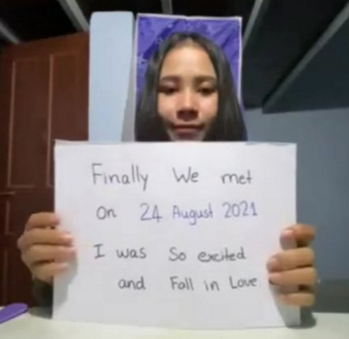 Finally We met
on 24 August 2021
I was So excited
and Fall in Love